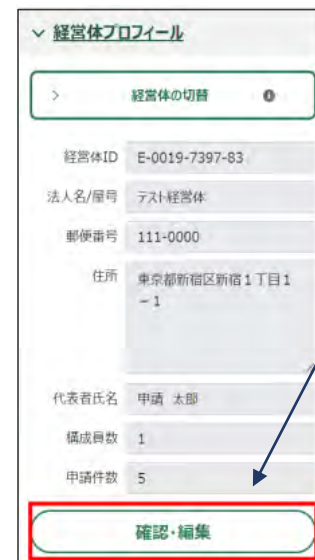 経営体プロフィール
経営体の切替
経営体ID E-0019-7397-83
法人名/屋号 テスト経営体
郵便番号 111-0000
住所 東京都新宿区新宿1丁目1
－1
代表者氏名 申請 太郎
構成員数 1
申請件数 5
確認・編集